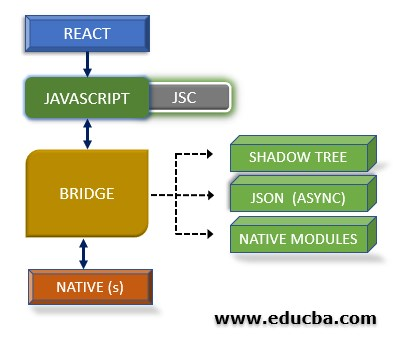 REACT
JAVASCRIPT
JSC
BRIDGE
SHADOW TREE
JSON (ASYNC)
NATIVE MODULES
NATIVE (s)
www.educba.com